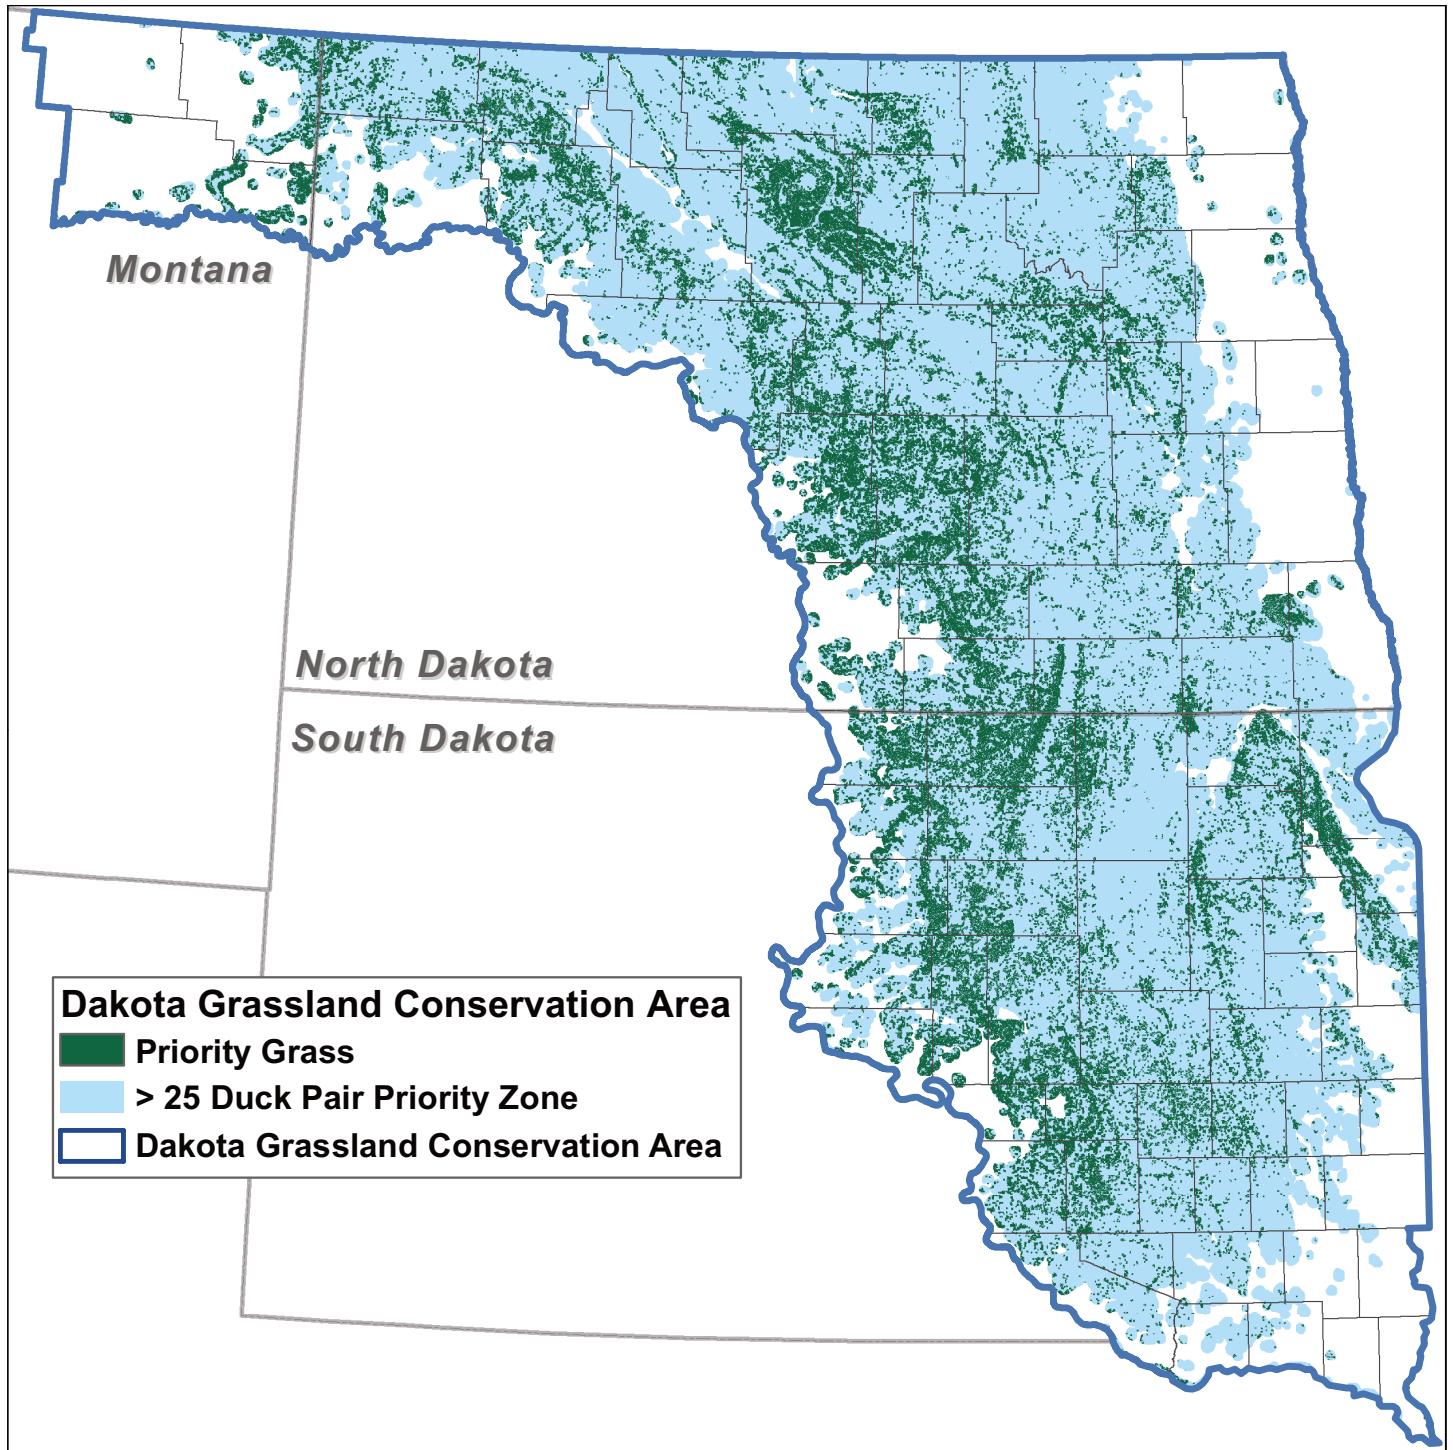 Montana
North Dakota
South Dakota
Dakota Grassland Conservation Area
Priority Grass
> 25 Duck Pair Priority Zone
Dakota Grassland Conservation Area